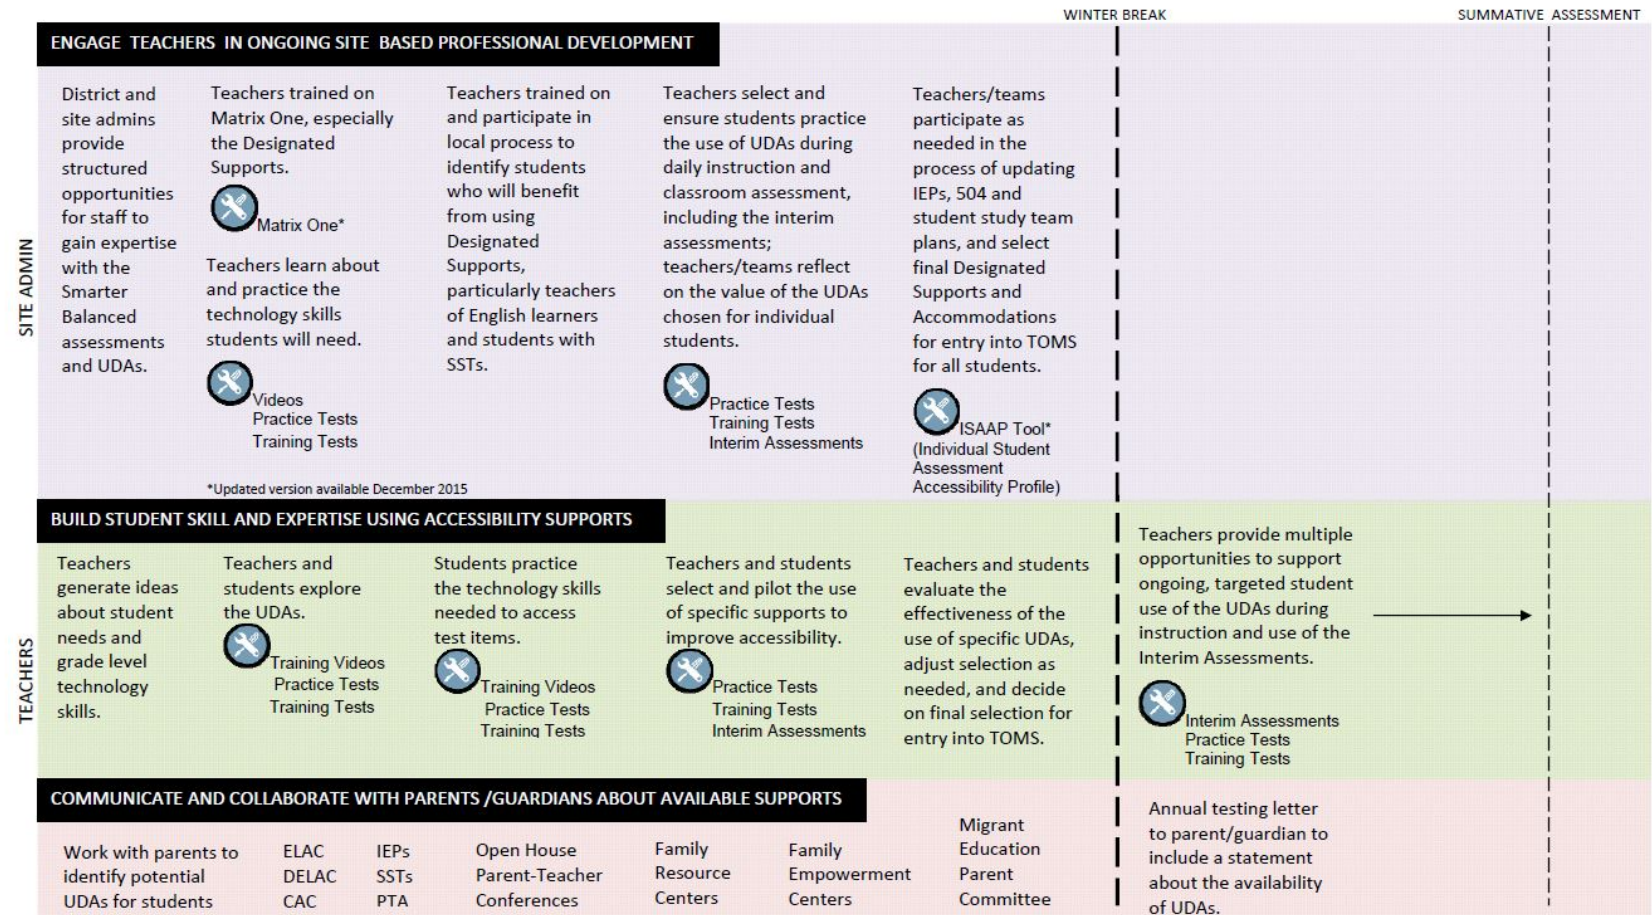 WINTER BREAK
SUMMATIVE ASSESSMENT
SITE ADMIN
ENGAGE TEACHERS IN ONGOING SITE BASED PROFESSIONAL DEVELOPMENT
District and
site admins
provide
structured
opportunities
for staff to
gain expertise
with the
Smarter
Balanced
assessments
and UDAs.
Teachers trained on
Matrix One, especially
the Designated
Supports.
Matrix One*
Teachers learn about
and practice the
technology skills
students will need.
Videos
Practice Tests
Training Tests
*Updated version available December 2015
Teachers trained on
and participate in
local process to
identify students
who will benefit
from using
Designated
Supports,
particularly teachers
of English learners
and students with
SSTs.
Teachers select and
ensure students practice
the use of UDAs during
daily instruction and
classroom assessment,
including the interim
assessments;
teachers/teams reflect
on the value of the UDAs
chosen for individual
students.
Practice Tests
Training Tests
Interim Assessments
Teachers/teams
participate as
needed in the
process of updating
IEPs, 504 and
student study team
plans, and select
final Designated
Supports and
Accommodations
for entry into TOMS
for all students.
ISAAP Tool*
(Individual Student
Assessment
Accessibility Profile)
TEACHERS
BUILD STUDENT SKILL AND EXPERTISE USING ACCESSIBILITY SUPPORTS
Teachers
generate ideas
about student
needs and
grade level
technology
skills.
Teachers and
students explore
the UDAs.
Training Videos
Practice Tests
Training Tests
Students practice
the technology skills
needed to access
test items.
Training Videos
Practice Tests
Training Tests
Teachers and students
select and pilot the use
of specific supports to
improve accessibility.
Practice Tests
Training Tests
Interim Assessments
Teachers and students
evaluate the
effectiveness of the
use of specific UDAs,
adjust selection as
needed, and decide
on final selection for
entry into TOMS.
Teachers provide multiple
opportunities to support
ongoing, targeted student
use of the UDAs during
instruction and use of the
Interim Assessments.
Interim Assessments
Practice Tests
Training Tests
COMMUNICATE AND COLLABORATE WITH PARENTS /GUARDIANS ABOUT AVAILABLE SUPPORTS
Work with parents to
identify potential
UDAs for students
ELAC
DELAC
CAC
IEPs
SSTs
PTA
Open House
Parent-Teacher
Conferences
Family
Resource
Centers
Family
Empowerment
Centers
Migrant
Education
Parent
Committee
Annual testing letter
to parent/guardian to
include a statement
about the availability
of UDAs.